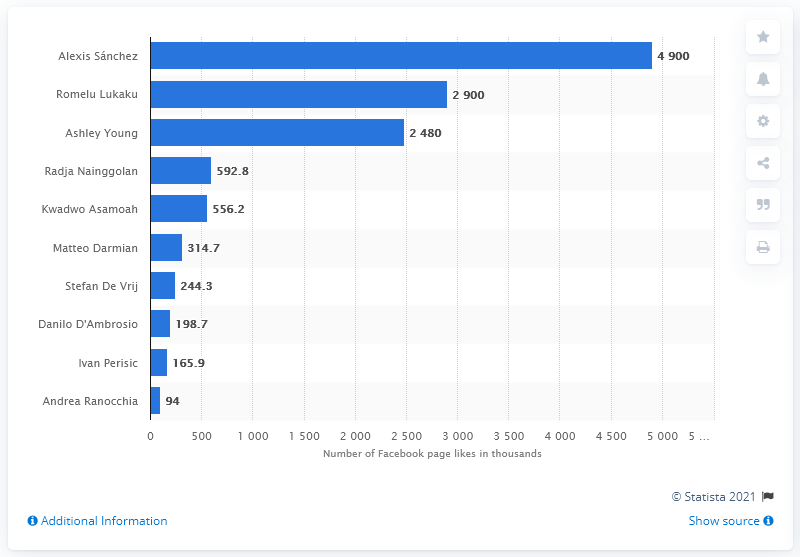 Alexis Sánchez 4 900
Romelu Lukaku 2 900
Ashley Young 2 480
Radja Nainggolan 592.8
Kwadwo Asamoah 556.2
Matteo Darmian 314.7
Stefan De Vrij 244.3
Danilo D'Ambrosio 198.7
Ivan Perisic 165.9
Andrea Ranocchia 94
0 500 1 000 1 500 2 000 2 500 3 000 3 500 4 000 4 500 5 000 5 ...
Number of Facebook page likes in thousands
© Statista 2021
Additional Information Show source